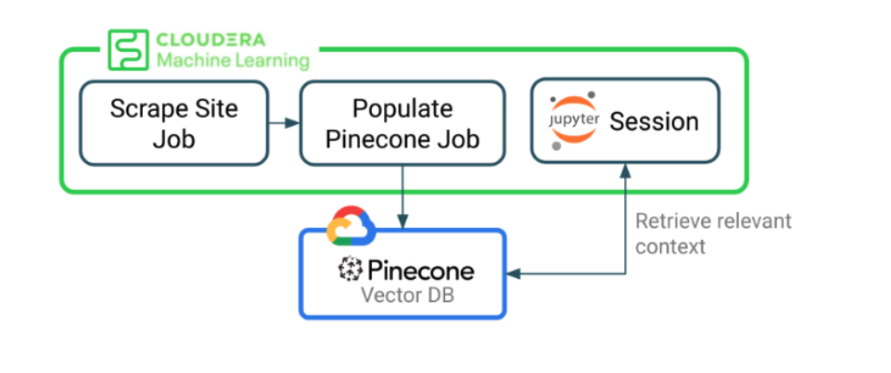 CLOUDERA
Machine Learning
Scrape Site
Job
Populate
Pinecone Job
jupyter Session
Retrieve relevant
context
Pinecone
Vector DB